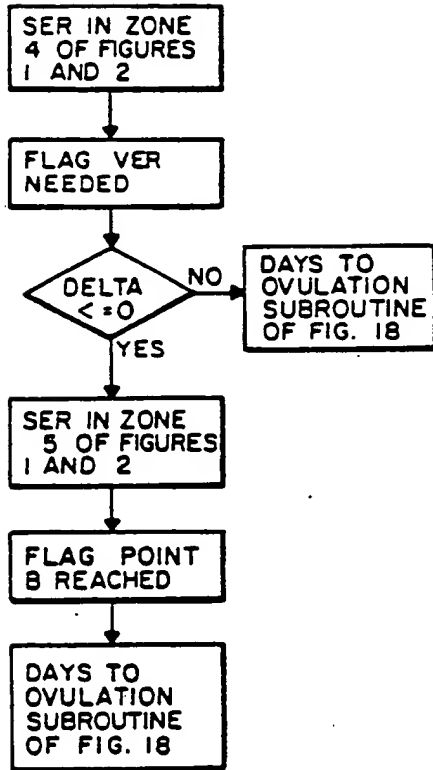 SER IN ZONE
4 OF FIGURES
1 AND 2
FLAG VER
NEEDED
DELTA
<=0
NO
DAYS TO
OVULATION
SUBROUTINE
OF FIG. 18
YES
SER IN ZONE
5 OF FIGURES
1 AND 2
FLAG POINT
B REACHED
DAYS TO
OVULATION
SUBROUTINE
OF FIG. 18